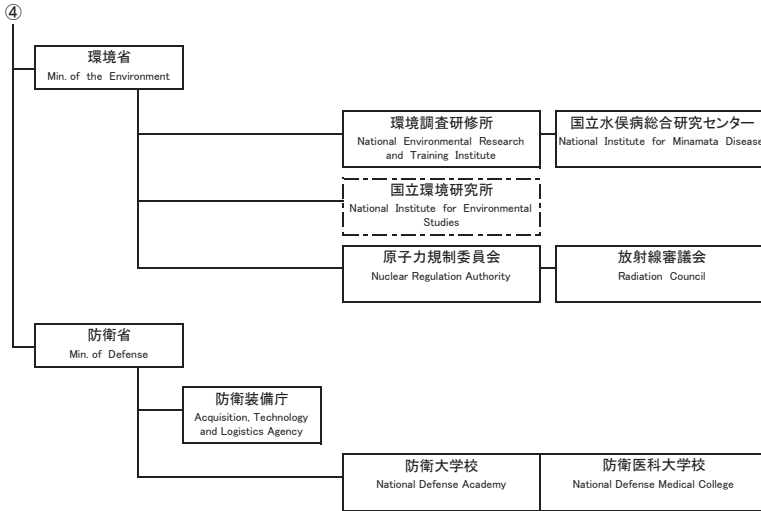 ④
環境省
Min. of the Environment
環境調査研修所
National Environmental Research
and Training Institute
国立水俣病総合研究センター
National Institute for Minamata Disease
国立環境研究所
National Institute for Environmental
Studies
原子力規制委員会
Nuclear Regulation Authority
放射線審議会
Radiation Council
防衛省
Min. of Defense
防衛装備庁
Acquisition, Technology
and Logistics Agency
防衛大学校
National Defense Academy
防衛医科大学校
National Defense Medical College